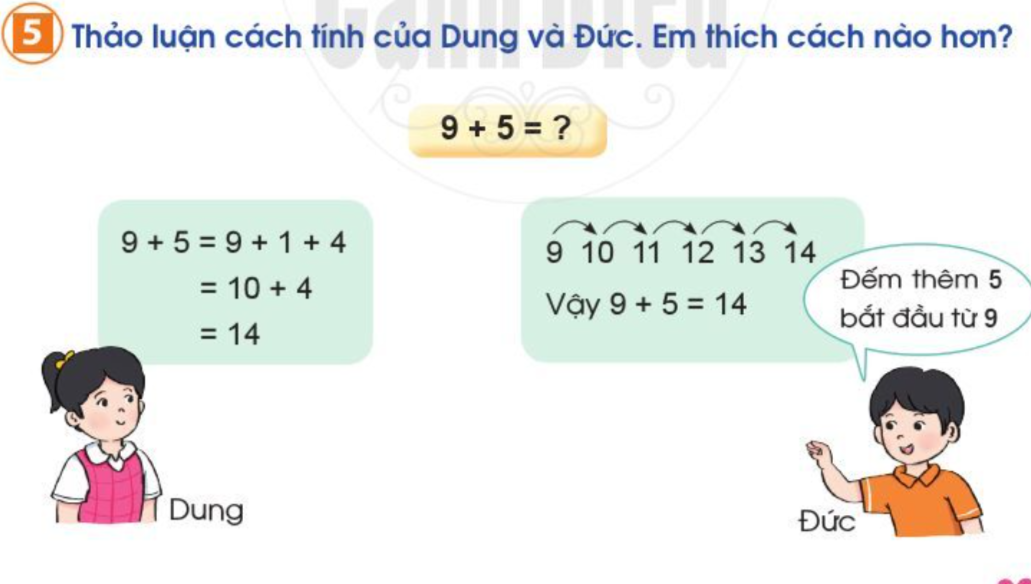 5 Thảo luận cách tính của Dung và Đức. Em thích cách nào hơn?
Cánh Diều
9 + 5 = ?
9 + 5 = 9 + 1 + 4
= 10 + 4
= 14
Dung
9 10 11 12 13 14
Vậy 9 + 5 = 14
Đếm thêm 5
bắt đầu từ 9
Đức